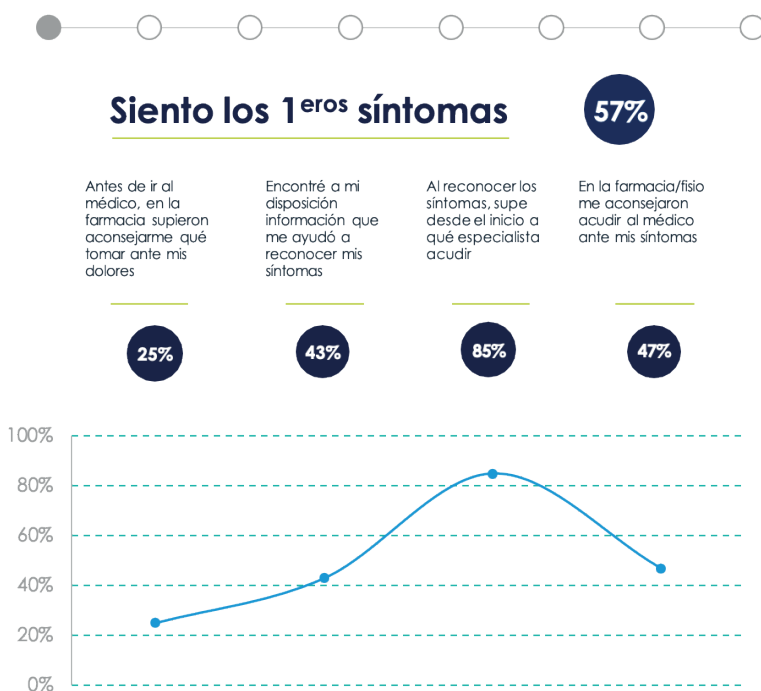 Siento los 1eros síntomas
57%
Antes de ir al
médico, en la
farmacia supieron
aconsejarme qué
tomar ante mis
dolores
Encontré a mi
disposición
información que
me ayudó a
reconocer mis
síntomas
Al reconocer los
síntomas, supe
desde el inicio a
qué especialista
acudir
En la farmacia/fisio
me aconsejaron
acudir al médico
ante mis síntomas
25%
43%
85%
47%
100%
80%
60%
40%
20%
0%